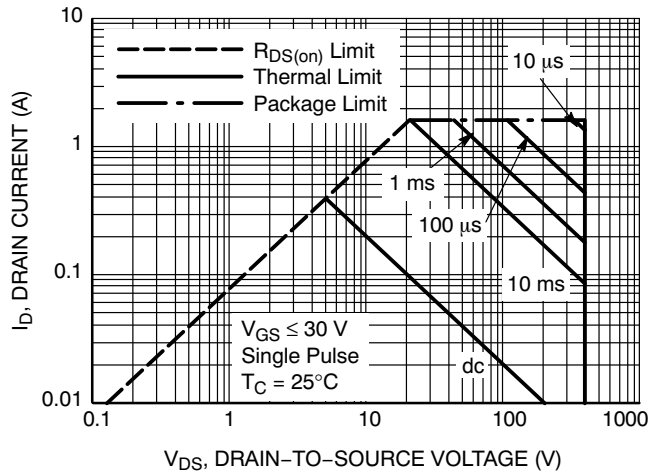 10
R_DS(on) Limit
Thermal Limit
Package Limit
10 µs
1
1 ms
100 µs
0.1
10 ms
V_GS ≤ 30 V
Single Pulse
T_C = 25°C
dc
0.01
0.1 1 10 100 1000
I_D, DRAIN CURRENT (A)
V_DS, DRAIN−TO−SOURCE VOLTAGE (V)